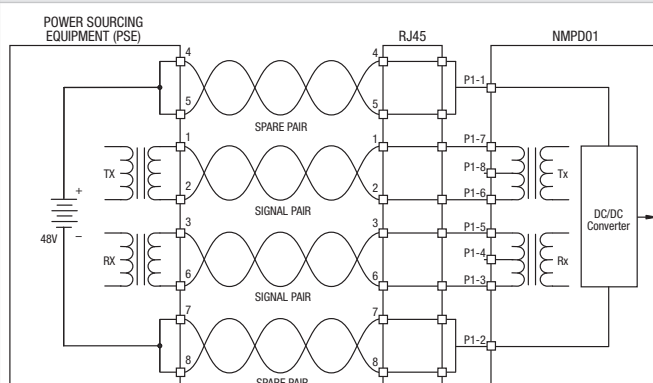 POWER SOURCING
EQUIPMENT (PSE)
RJ45
NMPD01
4
4
P1-1
5
5
SPARE PAIR
1
1
P1-7
TX
P1-8
Tx
2
2
P1-6
SIGNAL PAIR
+
48V
−
DC/DC
Converter
3
3
P1-5
RX
P1-4
Rx
6
6
P1-3
SIGNAL PAIR
7
7
P1-2
8
8
SPARE PAIR